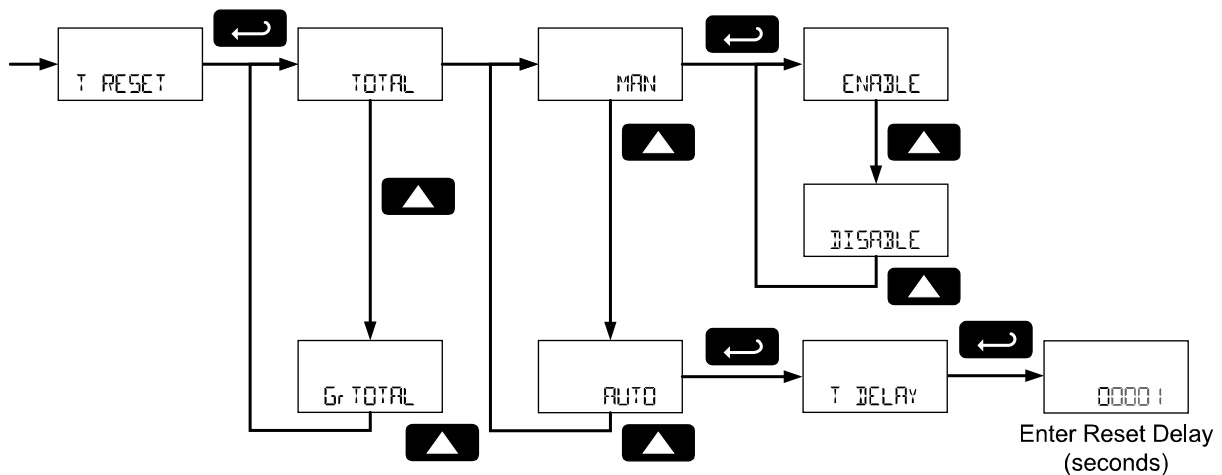 T RESET
TOTAL
MAN
ENABLE
DISABLE
Gr TOTAL
AUTO
T DELAY
00001
Enter Reset Delay
(seconds)